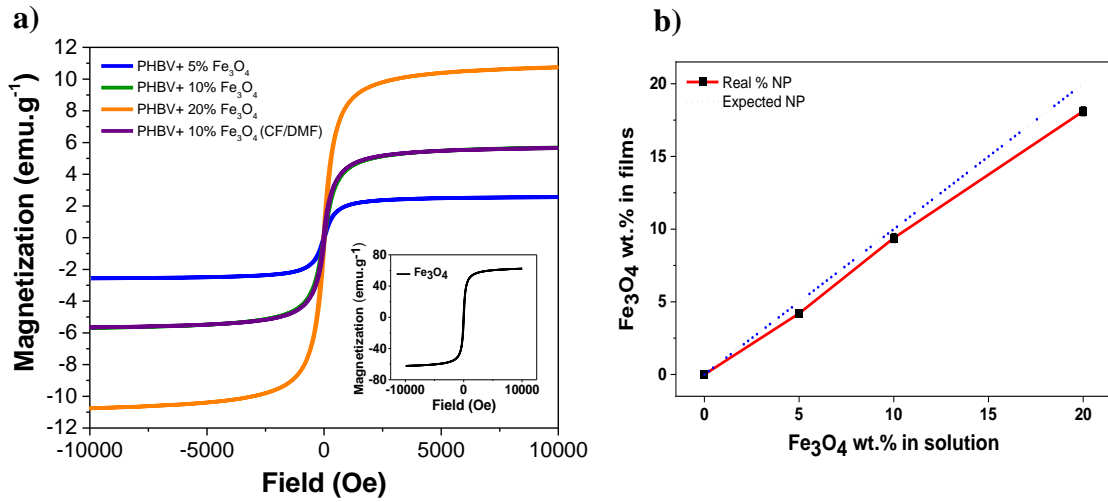 a)
Magnetization (emu.g⁻¹)
12
10
8
6
4
2
0
-2
-4
-6
-8
-10
-12
PHBV+ 5% Fe₃O₄
PHBV+ 10% Fe₃O₄
PHBV+ 20% Fe₃O₄
PHBV+ 10% Fe₃O₄ (CF/DMF)
Magnetization (emu.g⁻¹)
80
40
0
-40
-80
Fe₃O₄
-10000 0 10000
Field (Oe)
-10000 -5000 0 5000 10000
Field (Oe)
b)
Fe₃O₄ wt.% in films
20
15
10
5
0
Real % NP
Expected NP
0 5 10 15 20
Fe₃O₄ wt.% in solution